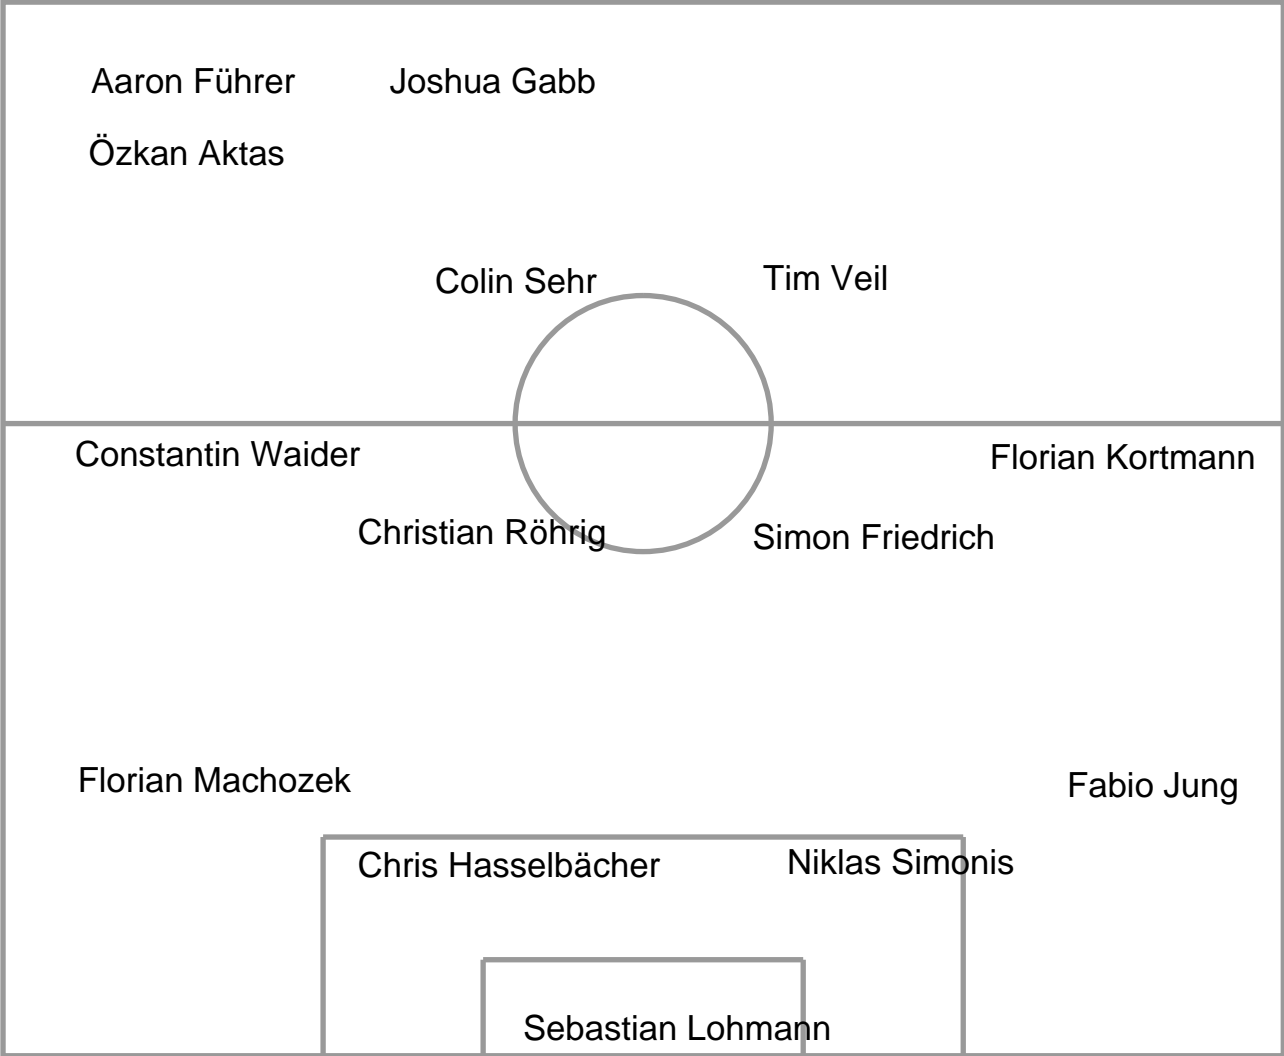 Aaron Führer
Joshua Gabb
Özkan Aktas
Colin Sehr
Tim Veil
Constantin Waider
Florian Kortmann
Christian Röhrig
Simon Friedrich
Florian Machozek
Fabio Jung
Chris Hasselbächer
Niklas Simonis
Sebastian Lohmann